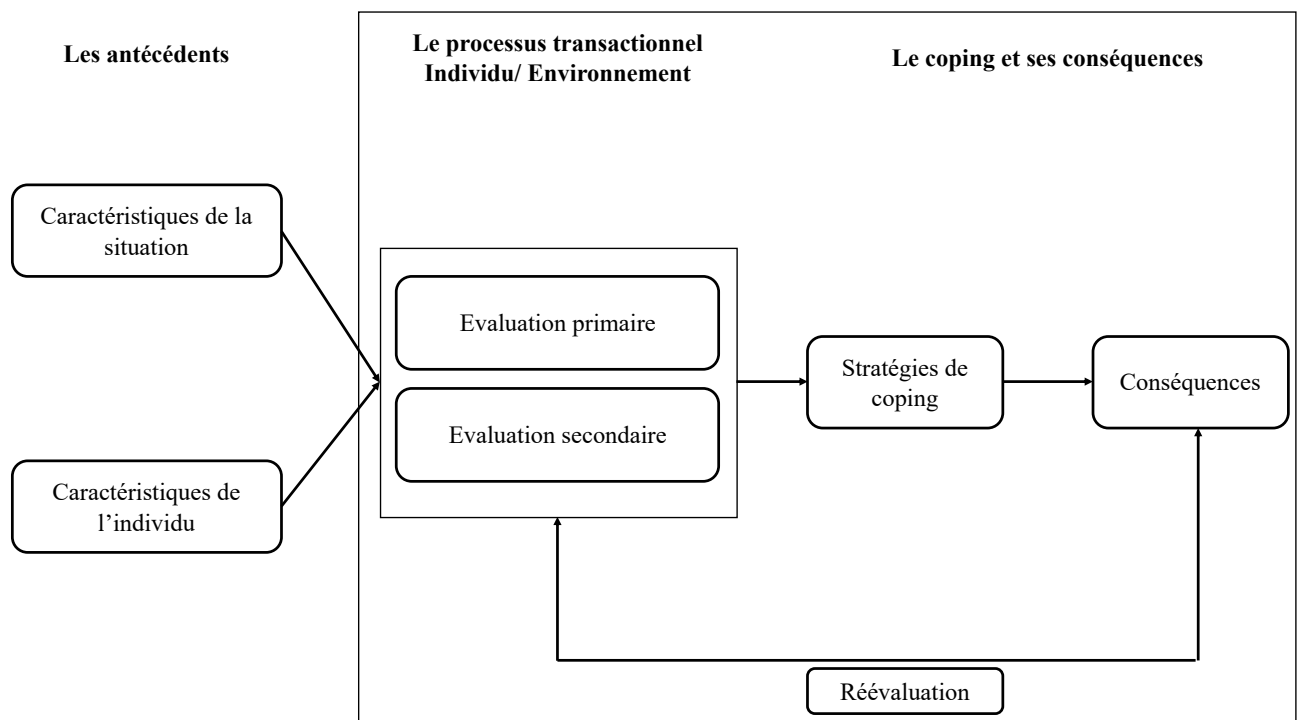 Les antécédents
Le processus transactionnel
Individu/ Environnement
Le coping et ses conséquences
Caractéristiques de la
situation
Caractéristiques de
l’individu
Evaluation primaire
Evaluation secondaire
Stratégies de
coping
Conséquences
Réévaluation